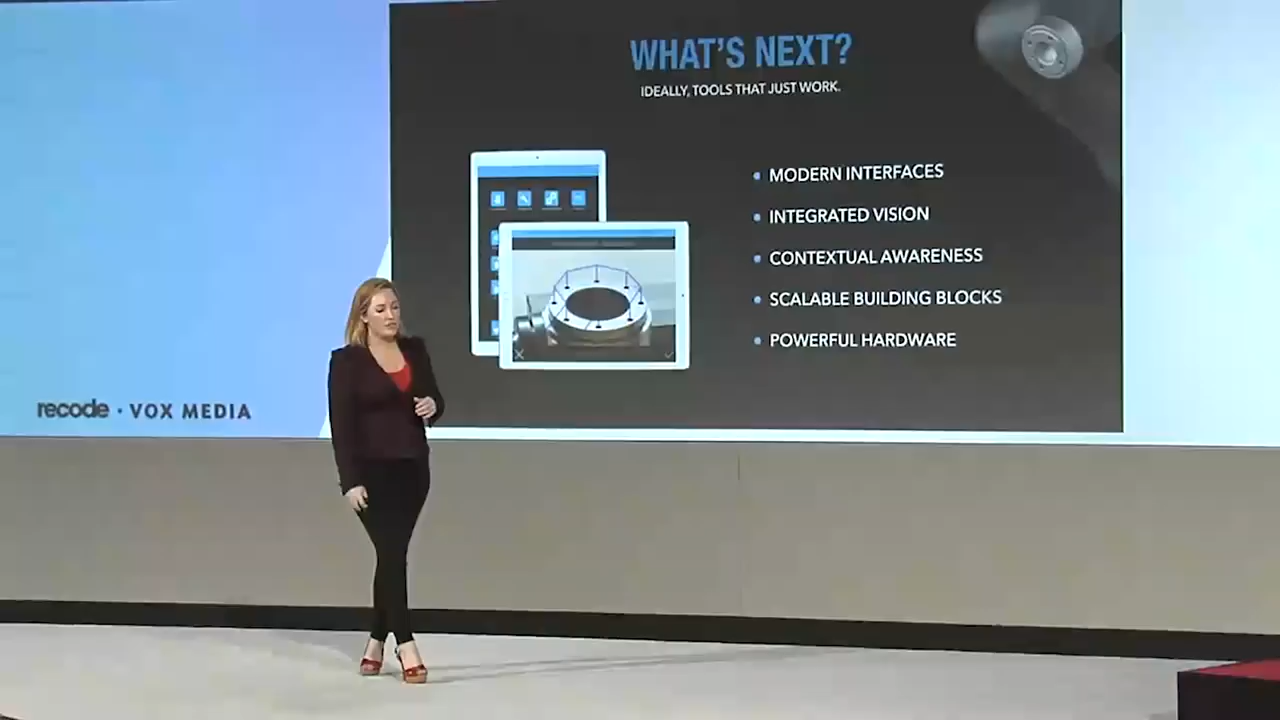 WHAT'S NEXT?
IDEALLY, TOOLS THAT JUST WORK.
• MODERN INTERFACES
• INTEGRATED VISION
• CONTEXTUAL AWARENESS
• SCALABLE BUILDING BLOCKS
• POWERFUL HARDWARE
recode • VOX MEDIA